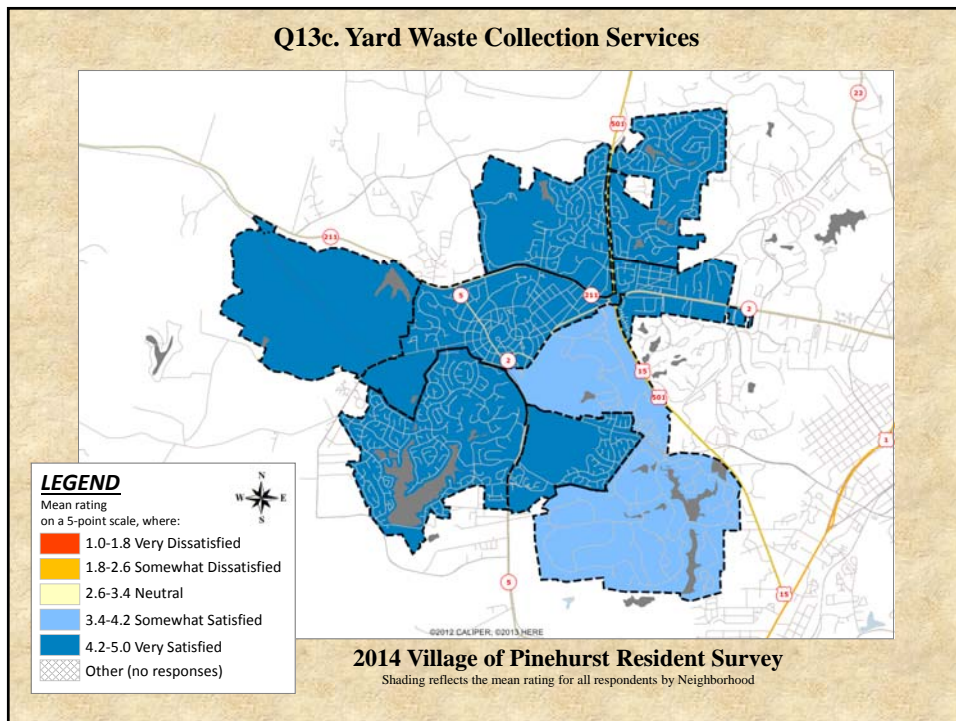 Q13c. Yard Waste Collection Services
22
501
211
5
211
2
2
15
501
1
5
15
LEGEND
N
W E
S
Mean rating
on a 5-point scale, where:
1.0-1.8 Very Dissatisfied
1.8-2.6 Somewhat Dissatisfied
2.6-3.4 Neutral
3.4-4.2 Somewhat Satisfied
4.2-5.0 Very Satisfied
Other (no responses)
©2012 CALIPER, ©2013 HERE
2014 Village of Pinehurst Resident Survey
Shading reflects the mean rating for all respondents by Neighborhood